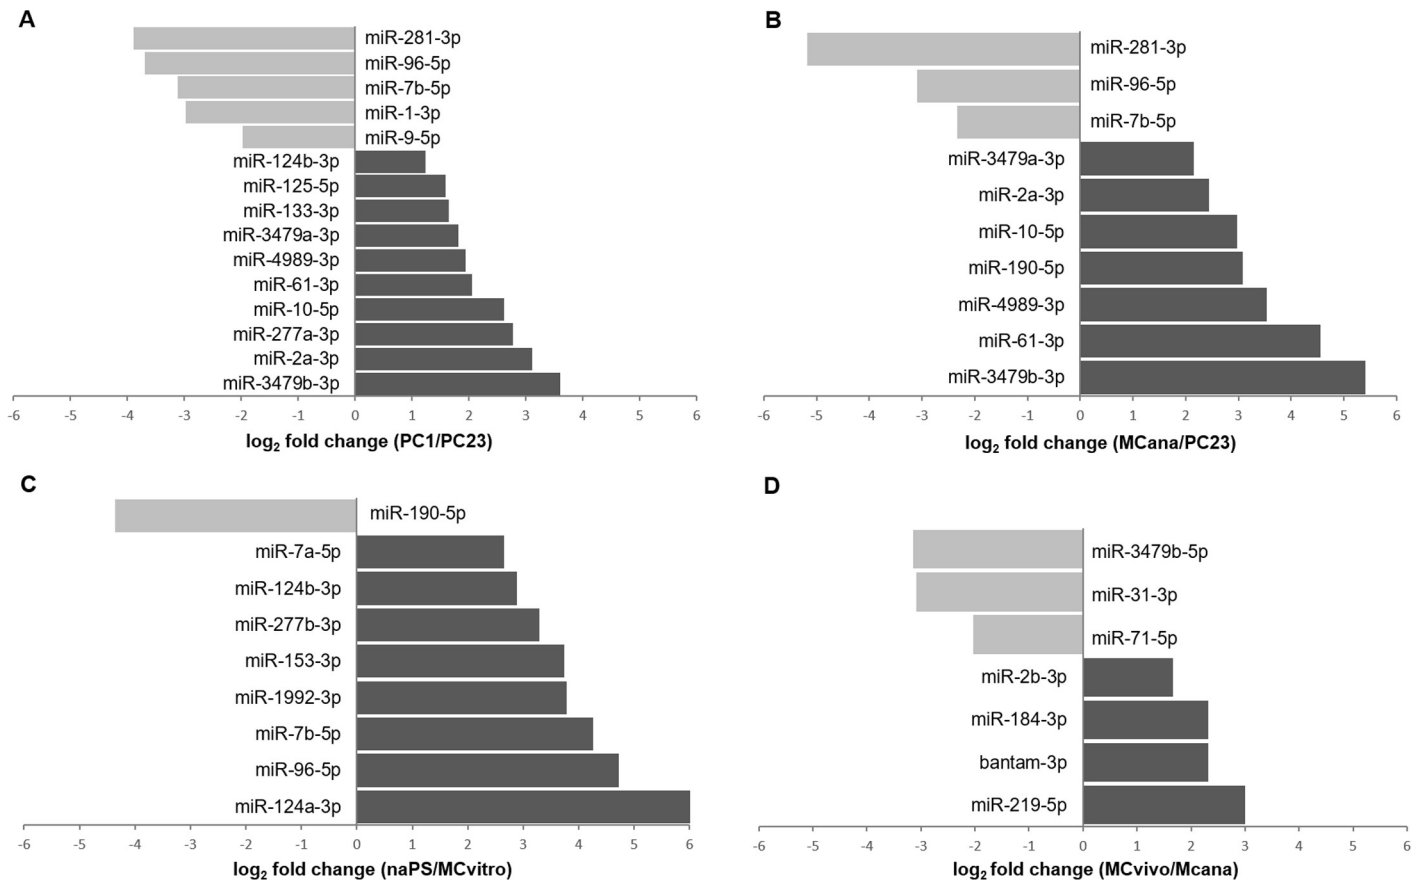 A
miR-281-3p
miR-96-5p
miR-7b-5p
miR-1-3p
miR-9-5p
miR-124b-3p
miR-125-5p
miR-133-3p
miR-3479a-3p
miR-4989-3p
miR-61-3p
miR-10-5p
miR-277a-3p
miR-2a-3p
miR-3479b-3p
-6 -5 -4 -3 -2 -1 0 1 2 3 4 5 6
log₂ fold change (PC1/PC23)
B
miR-281-3p
miR-96-5p
miR-7b-5p
miR-3479a-3p
miR-2a-3p
miR-10-5p
miR-190-5p
miR-4989-3p
miR-61-3p
miR-3479b-3p
-6 -5 -4 -3 -2 -1 0 1 2 3 4 5 6
log₂ fold change (MCana/PC23)
C
miR-190-5p
miR-7a-5p
miR-124b-3p
miR-277b-3p
miR-153-3p
miR-1992-3p
miR-7b-5p
miR-96-5p
miR-124a-3p
-6 -5 -4 -3 -2 -1 0 1 2 3 4 5 6
log₂ fold change (naPS/MCvitro)
D
miR-3479b-5p
miR-31-3p
miR-71-5p
miR-2b-3p
miR-184-3p
bantam-3p
miR-219-5p
-6 -5 -4 -3 -2 -1 0 1 2 3 4 5 6
log₂ fold change (MCvivo/Mcana)